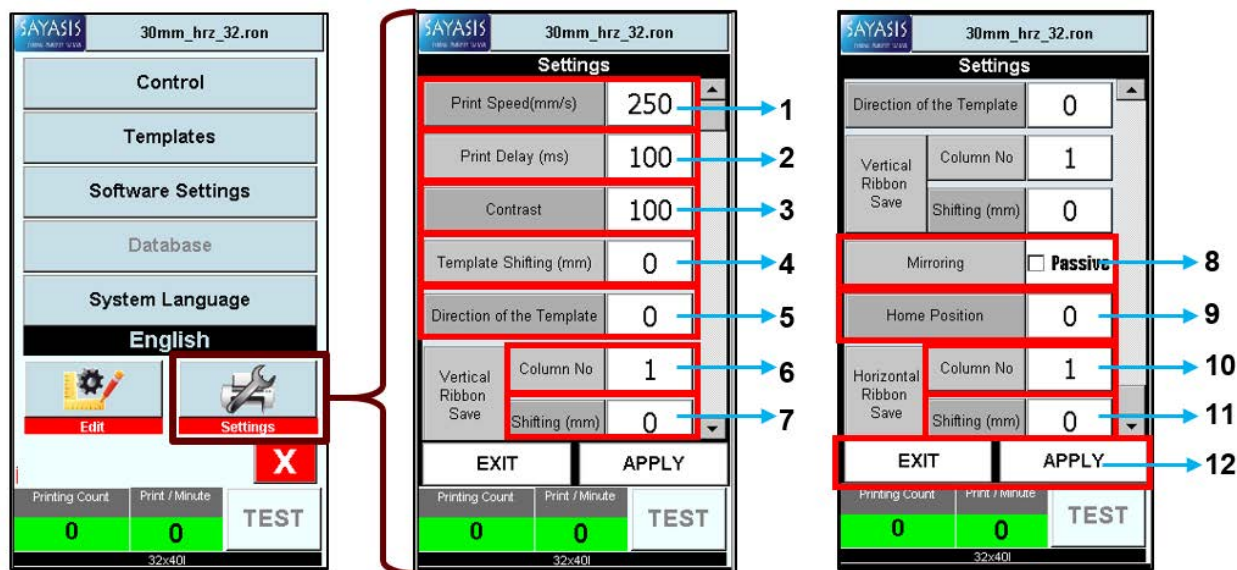 SAYASIS
30mm_hrz_32.ron
Control
Templates
Software Settings
Database
System Language
English
Edit
Settings
X
Printing Count
Print / Minute
TEST
0
0
32x40I
SAYASIS
30mm_hrz_32.ron
Settings
Print Speed(mm/s)
250
1
Print Delay (ms)
100
2
Contrast
100
3
Template Shifting (mm)
0
4
Direction of the Template
0
5
Vertical
Ribbon
Save
Column No
1
6
Shifting (mm)
0
7
EXIT
APPLY
Printing Count
Print / Minute
TEST
0
0
32x40I
SAYASIS
30mm_hrz_32.ron
Settings
Direction of the Template
0
Vertical
Ribbon
Save
Column No
1
Shifting (mm)
0
Mirroring
Passive
8
Home Position
0
9
Horizontal
Ribbon
Save
Column No
1
10
Shifting (mm)
0
11
EXIT
APPLY
12
Printing Count
Print / Minute
TEST
0
0
32x40I